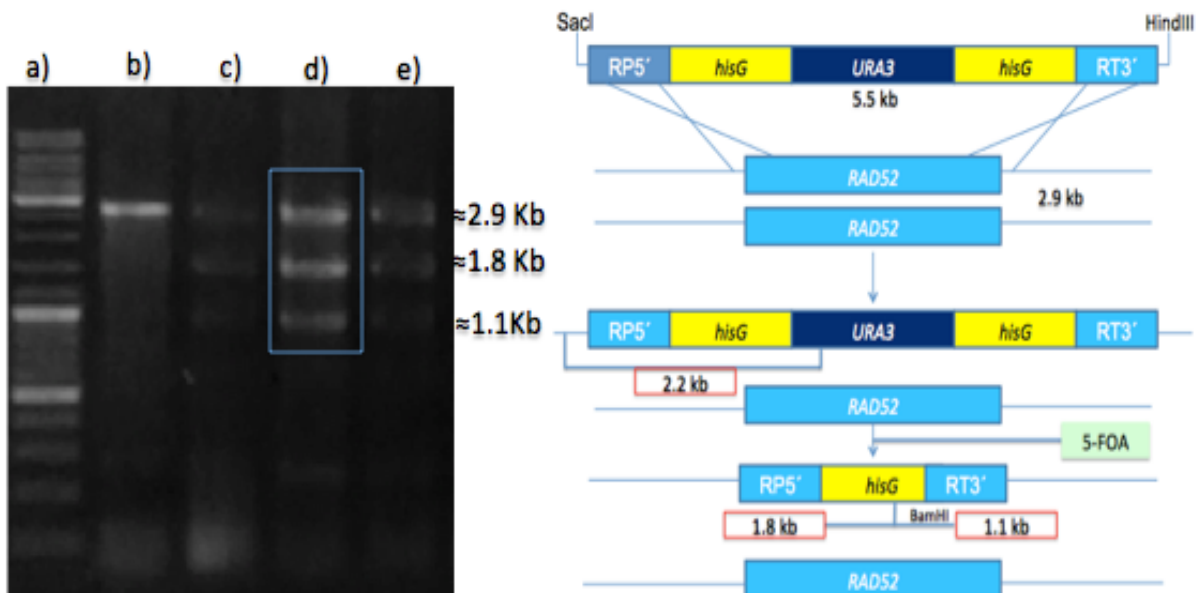 a) b) c) d) e)
≈2.9 Kb
≈1.8 Kb
≈1.1Kb
SacI HindIII
RP5´ hisG URA3 hisG RT3´
5.5 kb
RAD52
2.9 kb
RAD52
RP5´ hisG URA3 hisG RT3´
2.2 kb
RAD52
5-FOA
RP5´ hisG RT3´
BamHI
1.8 kb 1.1 kb
RAD52